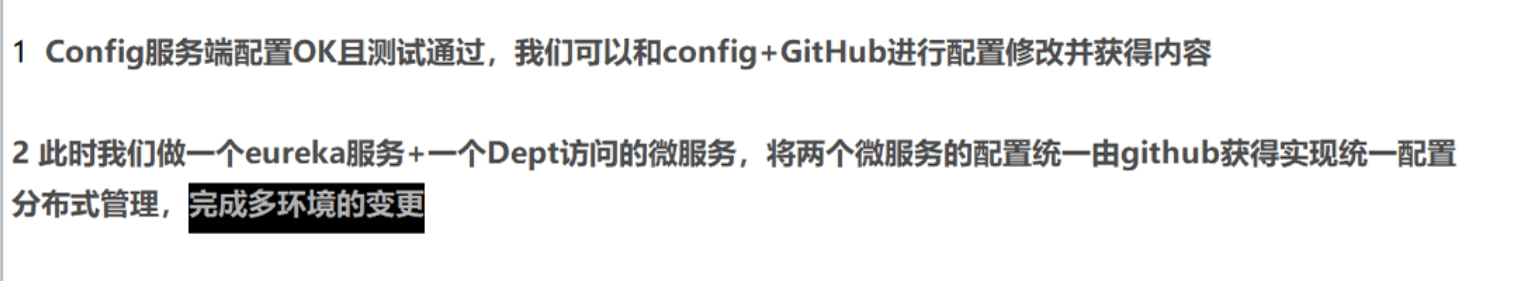 1 Config服务端配置OK且测试通过，我们可以和config+GitHub进行配置修改并获得内容
2 此时我们做一个eureka服务+一个Dept访问的微服务，将两个微服务的配置统一由github获得实现统一配置
分布式管理，完成多环境的变更